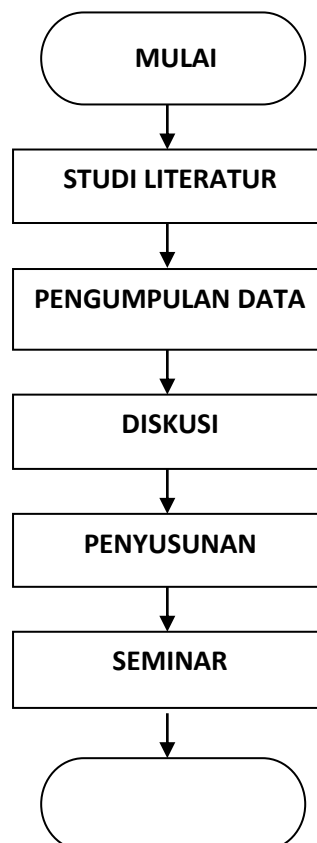 MULAI
STUDI LITERATUR
PENGUMPULAN DATA
DISKUSI
PENYUSUNAN
SEMINAR